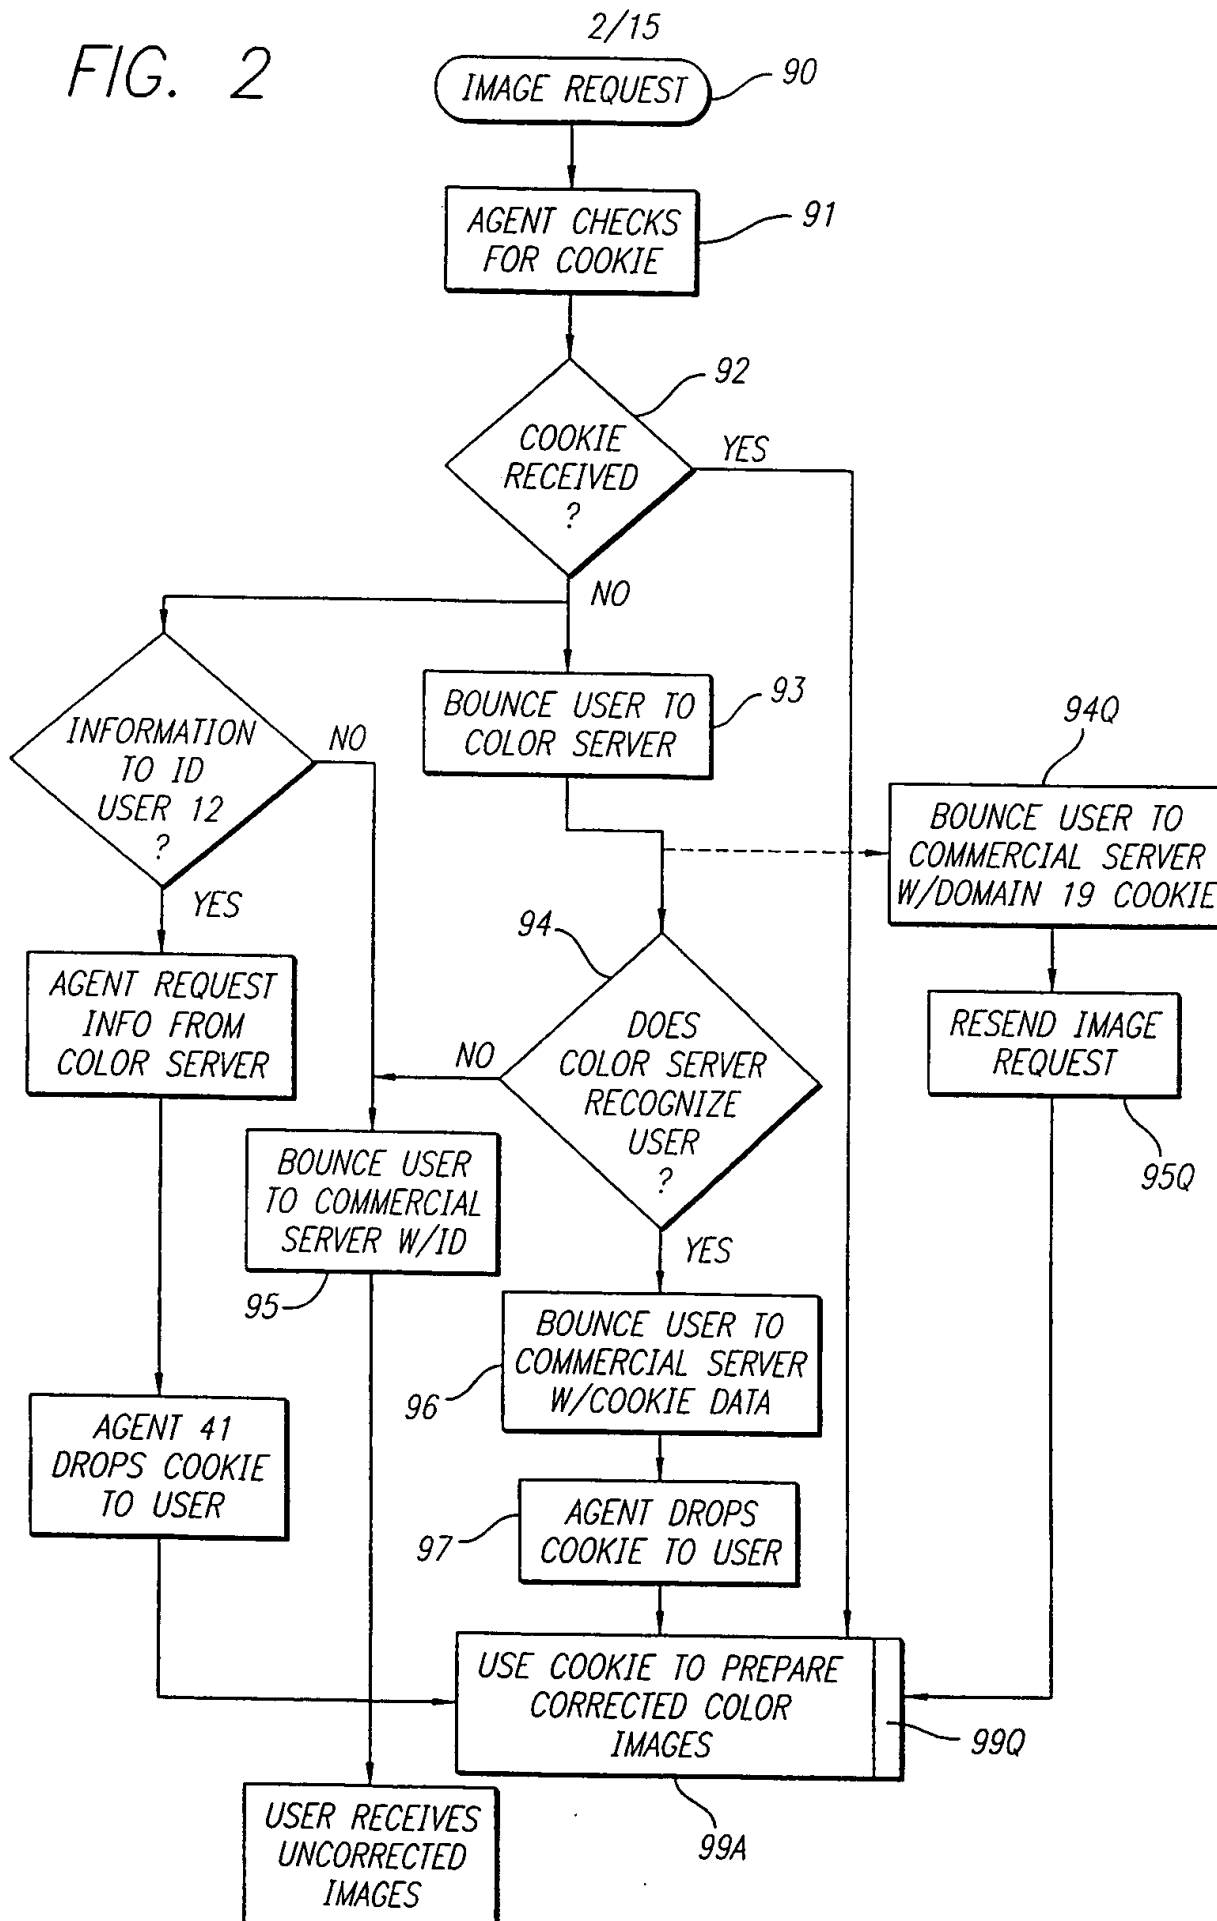 2/15
FIG. 2
IMAGE REQUEST
90
AGENT CHECKS
FOR COOKIE
91
92
COOKIE
RECEIVED
?
YES
NO
INFORMATION
TO ID
USER 12
?
NO
YES
BOUNCE USER TO
COLOR SERVER
93
94Q
BOUNCE USER TO
COMMERCIAL SERVER
W/DOMAIN 19 COOKIE
94
DOES
COLOR SERVER
RECOGNIZE
USER
?
NO
YES
AGENT REQUEST
INFO FROM
COLOR SERVER
RESEND IMAGE
REQUEST
95Q
BOUNCE USER
TO COMMERCIAL
SERVER W/ID
95
BOUNCE USER TO
COMMERCIAL SERVER
W/COOKIE DATA
96
AGENT 41
DROPS COOKIE
TO USER
AGENT DROPS
COOKIE TO USER
97
USE COOKIE TO PREPARE
CORRECTED COLOR
IMAGES
99Q
99A
USER RECEIVES
UNCORRECTED
IMAGES